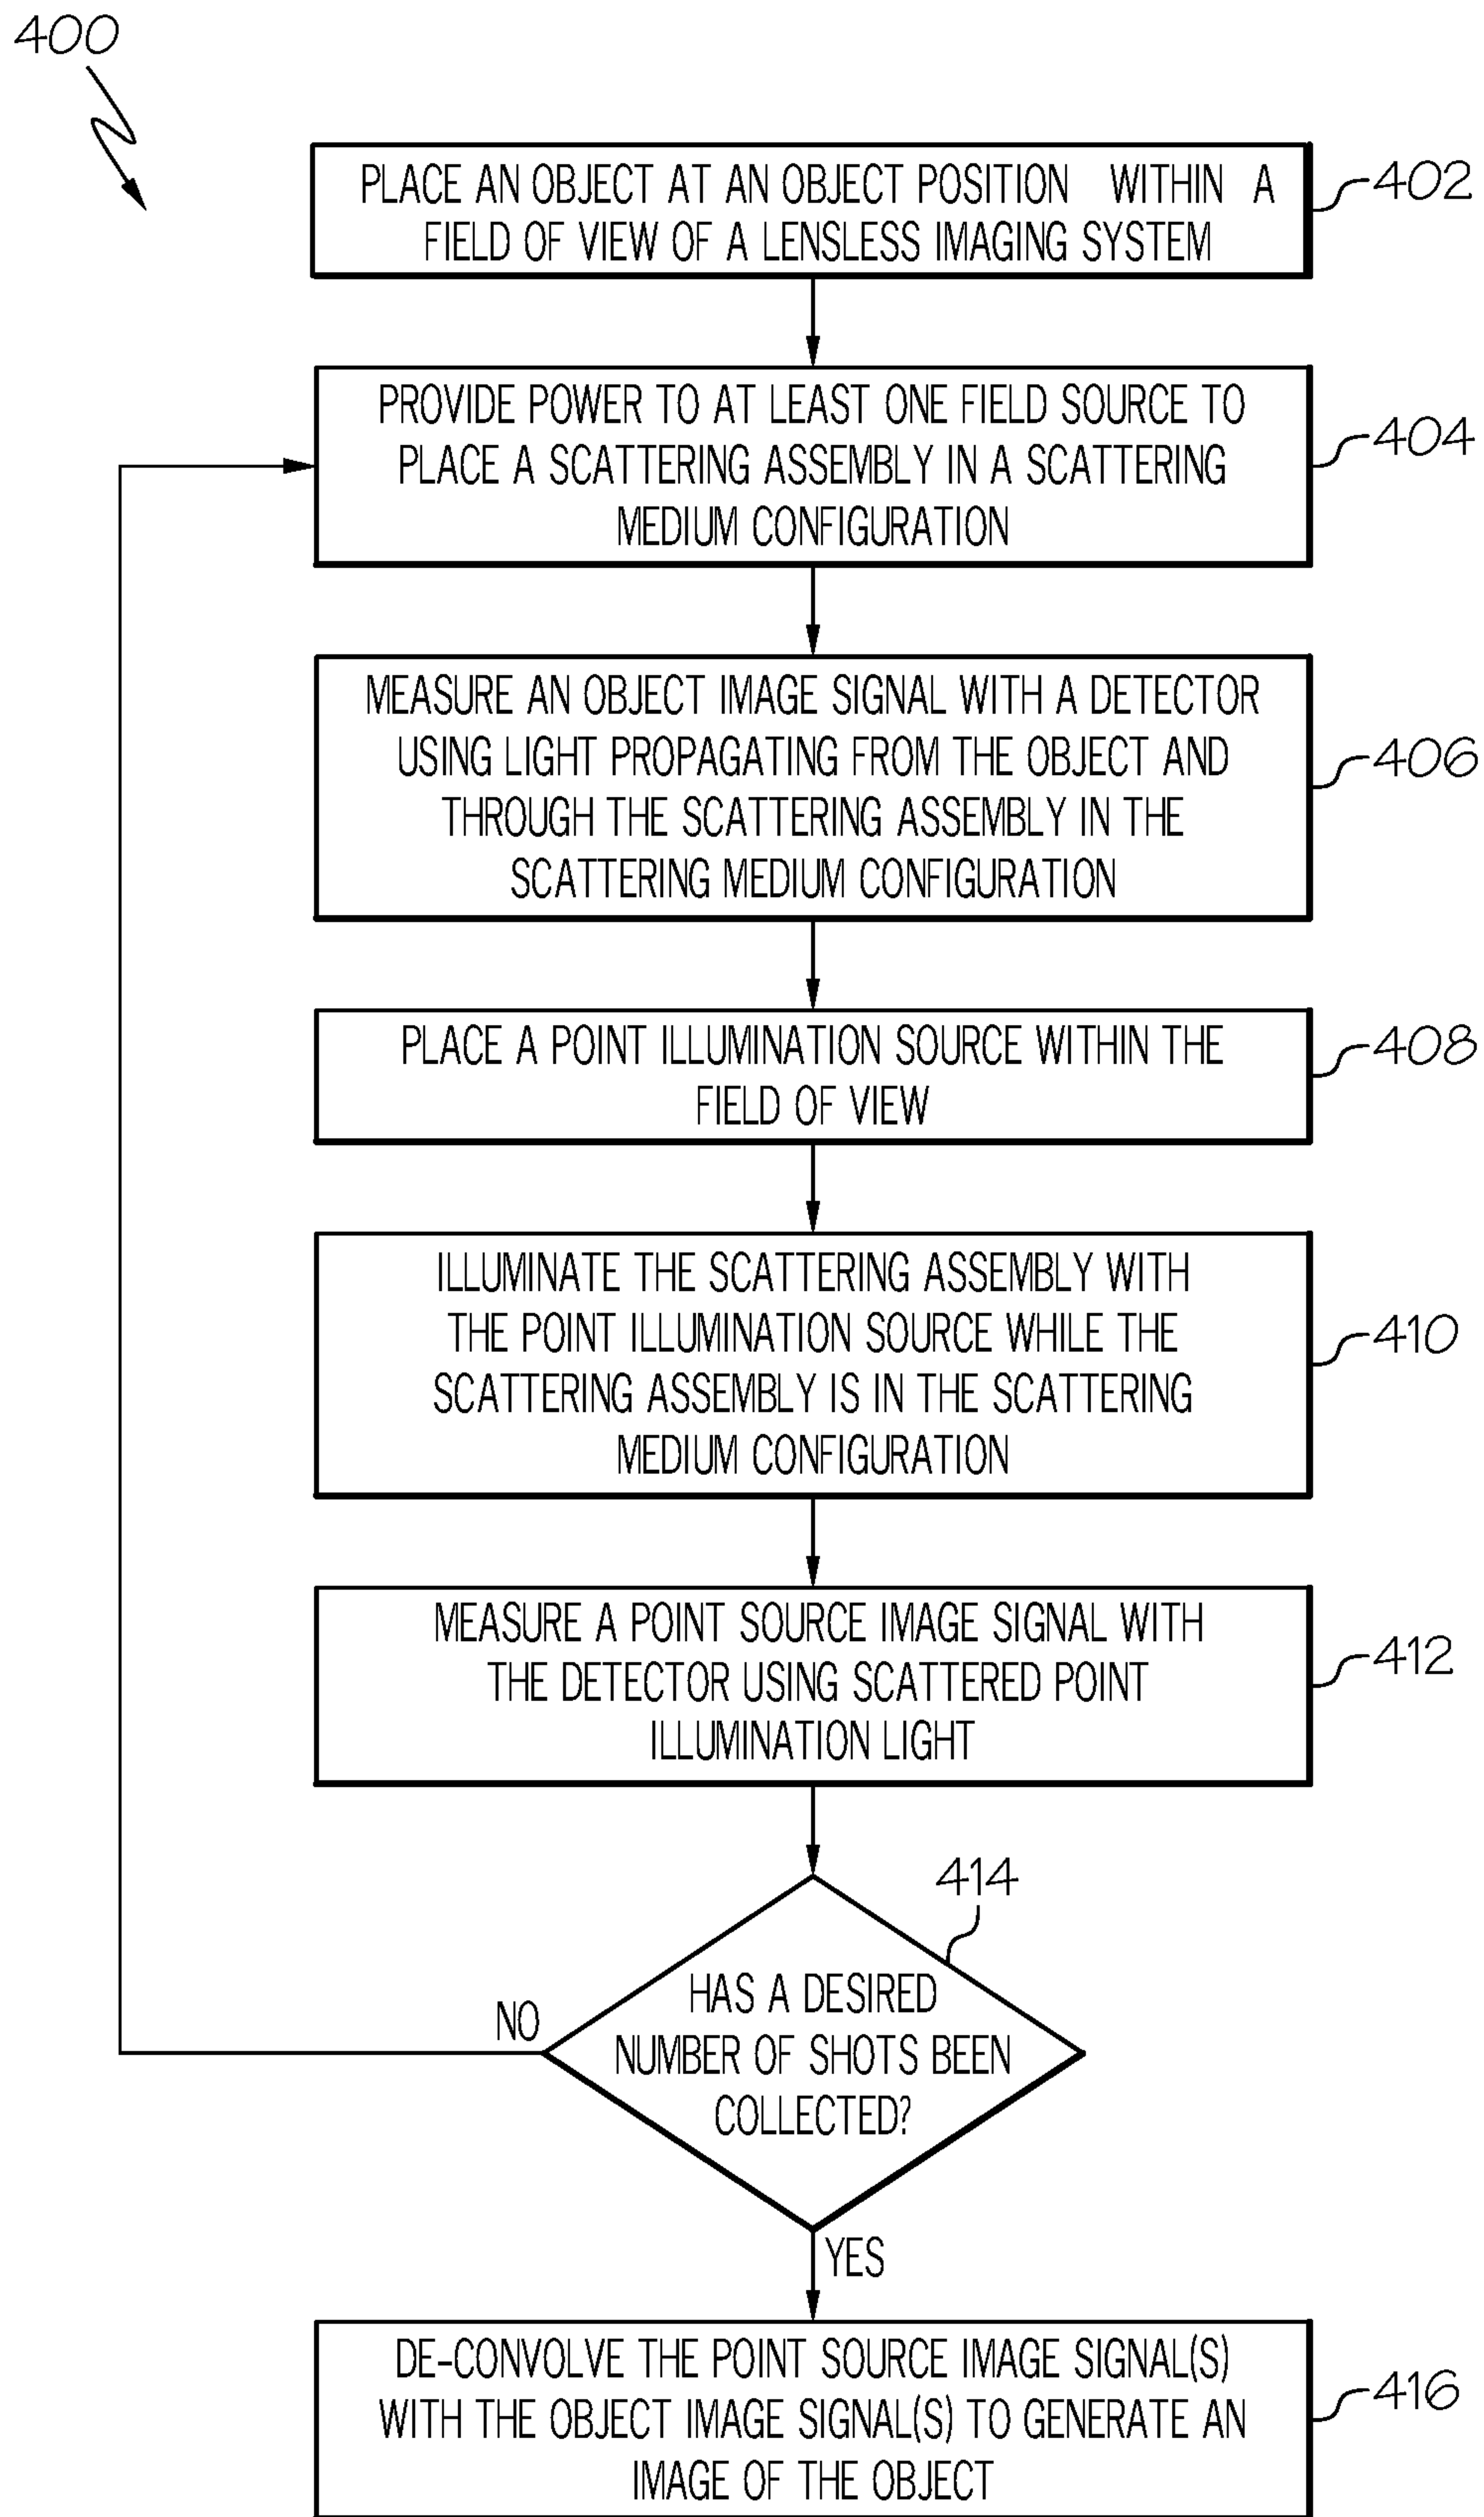 400
PLACE AN OBJECT AT AN OBJECT POSITION WITHIN A
FIELD OF VIEW OF A LENSLESS IMAGING SYSTEM
402
PROVIDE POWER TO AT LEAST ONE FIELD SOURCE TO
PLACE A SCATTERING ASSEMBLY IN A SCATTERING
MEDIUM CONFIGURATION
404
MEASURE AN OBJECT IMAGE SIGNAL WITH A DETECTOR
USING LIGHT PROPAGATING FROM THE OBJECT AND
THROUGH THE SCATTERING ASSEMBLY IN THE
SCATTERING MEDIUM CONFIGURATION
406
PLACE A POINT ILLUMINATION SOURCE WITHIN THE
FIELD OF VIEW
408
ILLUMINATE THE SCATTERING ASSEMBLY WITH
THE POINT ILLUMINATION SOURCE WHILE THE
SCATTERING ASSEMBLY IS IN THE SCATTERING
MEDIUM CONFIGURATION
410
MEASURE A POINT SOURCE IMAGE SIGNAL WITH
THE DETECTOR USING SCATTERED POINT
ILLUMINATION LIGHT
412
414
HAS A DESIRED
NUMBER OF SHOTS BEEN
COLLECTED?
NO
YES
DE-CONVOLVE THE POINT SOURCE IMAGE SIGNAL(S)
WITH THE OBJECT IMAGE SIGNAL(S) TO GENERATE AN
IMAGE OF THE OBJECT
416